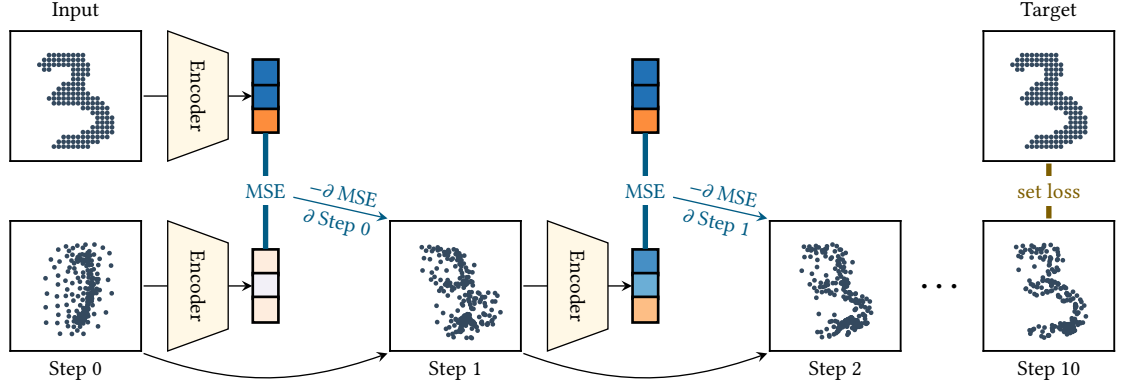 Input
Target
Encoder
MSE
−∂ MSE
∂ Step 0
MSE
−∂ MSE
∂ Step 1
set loss
Encoder
Encoder
...
Step 0
Step 1
Step 2
Step 10